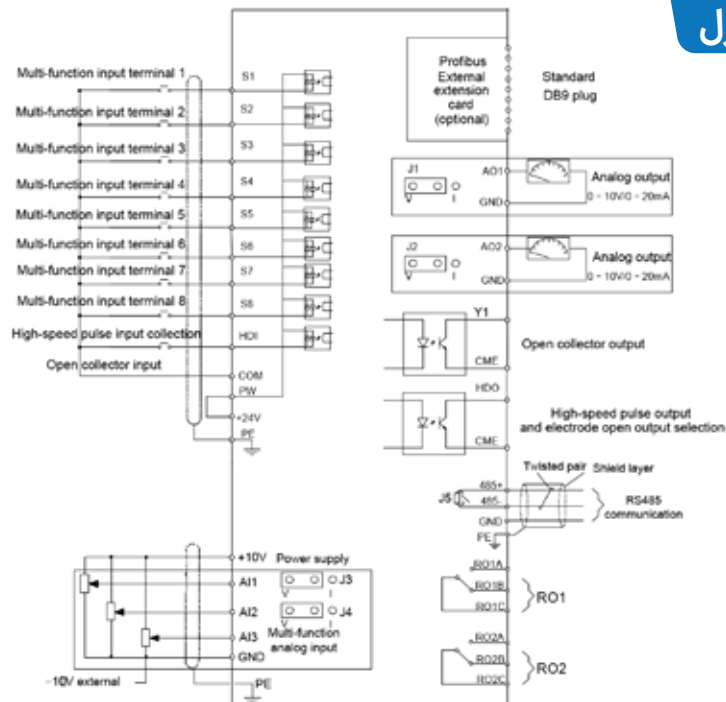 Multi-function input terminal 1
S1
Multi-function input terminal 2
S2
Multi-function input terminal 3
S3
Multi-function input terminal 4
S4
Multi-function input terminal 5
S5
Multi-function input terminal 6
S6
Multi-function input terminal 7
S7
Multi-function input terminal 8
S8
High-speed pulse input collection
HDI
Open collector input
COM
PW
+24V
PE
+10V
Power supply
AI1
J3
V
I
AI2
J4
V
I
Multi-function
analog input
AI3
GND
-10V external
PE
Profibus
External
extension
card
(optional)
Standard
DB9 plug
J1
V
I
AO1
GND
Analog output
0 - 10V/0 - 20mA
J2
V
I
AO2
GND
Analog output
0 - 10V/0 - 20mA
Y1
CME
Open collector output
HDO
CME
High-speed pulse output
and electrode open output selection
Twisted pair
Shield layer
J5
485+
485-
GND
PE
RS485
communication
RO1A
RO1B
RO1C
RO1
RO2A
RO2B
RO2C
RO2